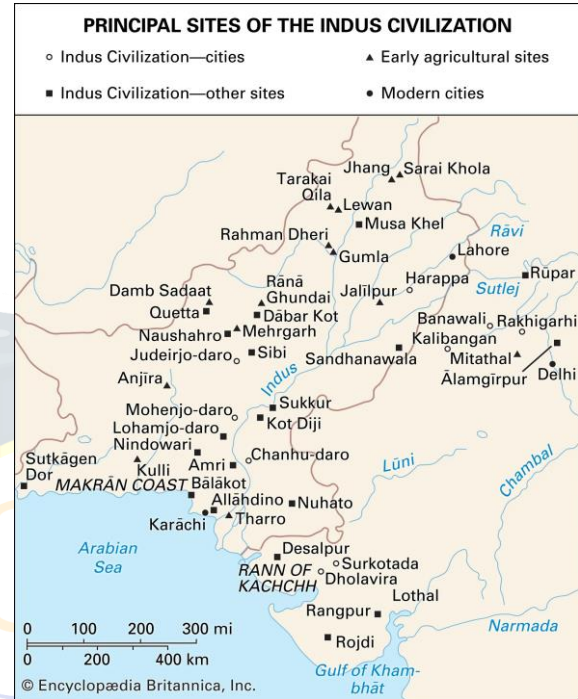 PRINCIPAL SITES OF THE INDUS CIVILIZATION
Indus Civilization—cities
Early agricultural sites
Indus Civilization—other sites
Modern cities
Jhang
Sarai Khola
Tarakai
Qila
Lewan
Musa Khel
Rāvi
Rahman Dheri
Gumla
Lahore
Harappa
Rūpar
Sutlej
Damb Sadaat
Rānā
Ghundai
Jalīlpur
Quetta
Dābar Kot
Banawali
Rakhigarhi
Naushahro
Mehrgarh
Kalibangan
Judeirjo-daro
Sibi
Sandhanawala
Mitathal
Ālamgīrpur
Delhi
Anjīra
Indus
Mohenjo-daro
Sukkur
Lohamjo-daro
Kot Diji
Nindowari
Chanhu-daro
Sutkāgen
Dor
Kulli
Amri
Lūni
Chambal
MAKRĀN COAST
Bālākot
Allāhdino
Nuhato
Karāchi
Tharro
Arabian
Sea
Desalpur
RANN OF
KACHCHH
Surkotada
Dholavira
Lothal
Rangpur
Narmada
Rojdi
0 100 200 300 mi
0 200 400 km
Gulf of Kham-
bhāt
© Encyclopædia Britannica, Inc.